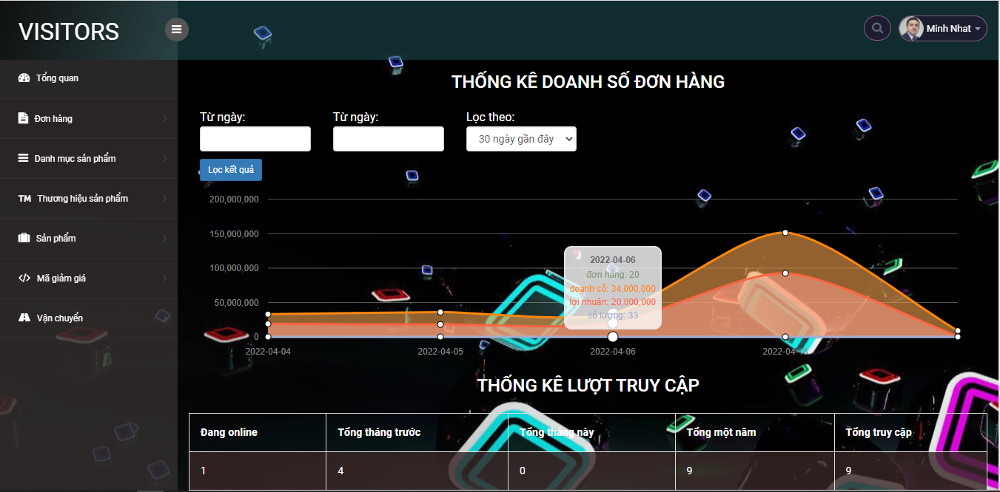 VISITORS
Minh Nhat
Tổng quan
Đơn hàng
Danh mục sản phẩm
TM Thương hiệu sản phẩm
Sản phẩm
Mã giảm giá
Vận chuyển
THỐNG KÊ DOANH SỐ ĐƠN HÀNG
Từ ngày: Từ ngày: Lọc theo:
30 ngày gần đây
Lọc kết quả
200,000,000
150,000,000
100,000,000
50,000,000
0
2022-04-06
đơn hàng: 20
doanh số: 34,000,000
lợi nhuận: 20,000,000
số lượng: 33
2022-04-04 2022-04-05 2022-04-06 2022-04-18
THỐNG KÊ LƯỢT TRUY CẬP
Đang online Tổng tháng trước Tổng tháng này Tổng một năm Tổng truy cập
1 4 0 9 9